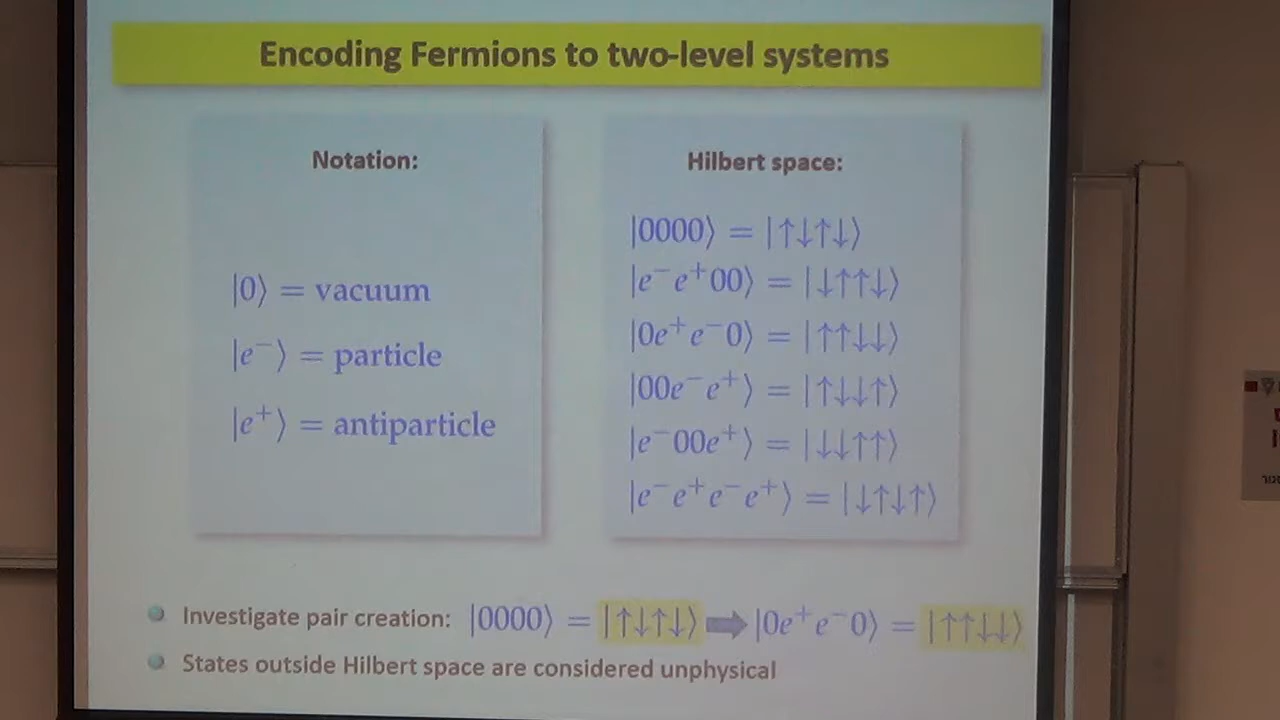 Encoding Fermions to two-level systems
Notation:
|0⟩ = vacuum
|e⁻⟩ = particle
|e⁺⟩ = antiparticle
Hilbert space:
|0000⟩ = |↑↓↑↓⟩
|e⁻e⁺00⟩ = |↓↑↑↓⟩
|0e⁺e⁻0⟩ = |↑↑↓↓⟩
|00e⁻e⁺⟩ = |↑↓↓↑⟩
|e⁻00e⁺⟩ = |↓↓↑↑⟩
|e⁻e⁺e⁻e⁺⟩ = |↓↑↓↑⟩
Investigate pair creation: |0000⟩ = |↑↓↑↓⟩ ➡ |0e⁺e⁻0⟩ = |↑↑↓↓⟩
States outside Hilbert space are considered unphysical